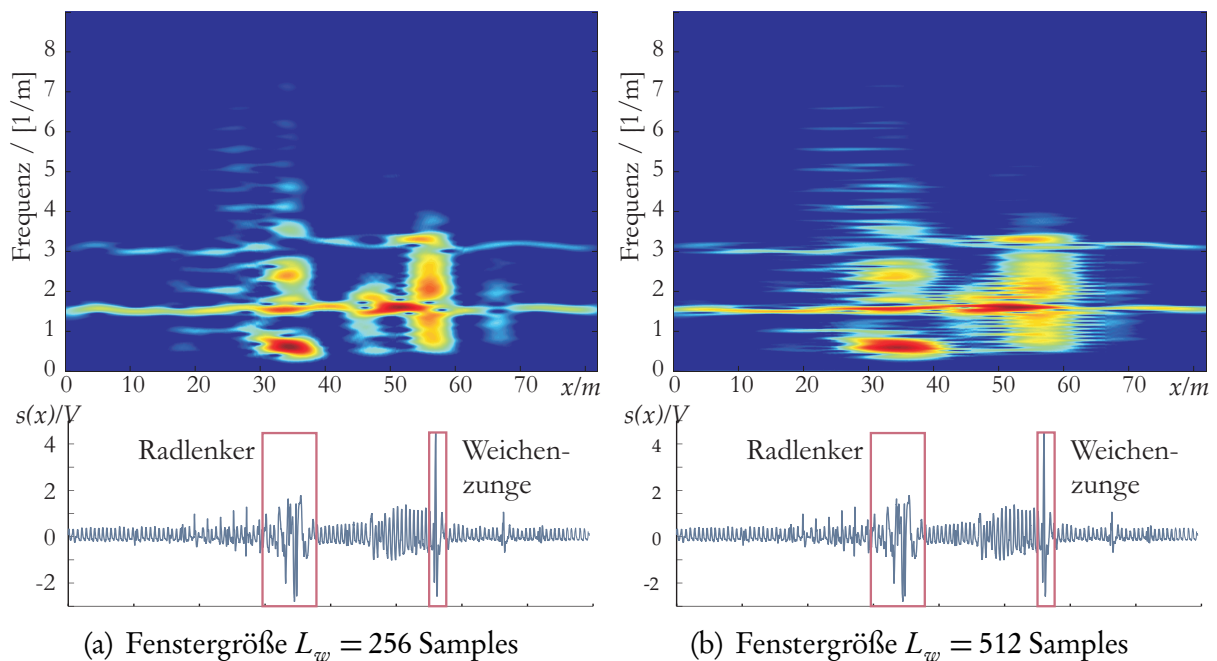 8
7
6
5
4
3
2
1
0
Frequenz / [1/m]
0 10 20 30 40 50 60 70 x/m
s(x)/V
4
2
0
-2
Radlenker
Weichen-
zunge
(a) Fenstergröße L_w = 256 Samples
8
7
6
5
4
3
2
1
0
Frequenz / [1/m]
0 10 20 30 40 50 60 70 x/m
s(x)/V
4
2
0
-2
Radlenker
Weichen-
zunge
(b) Fenstergröße L_w = 512 Samples